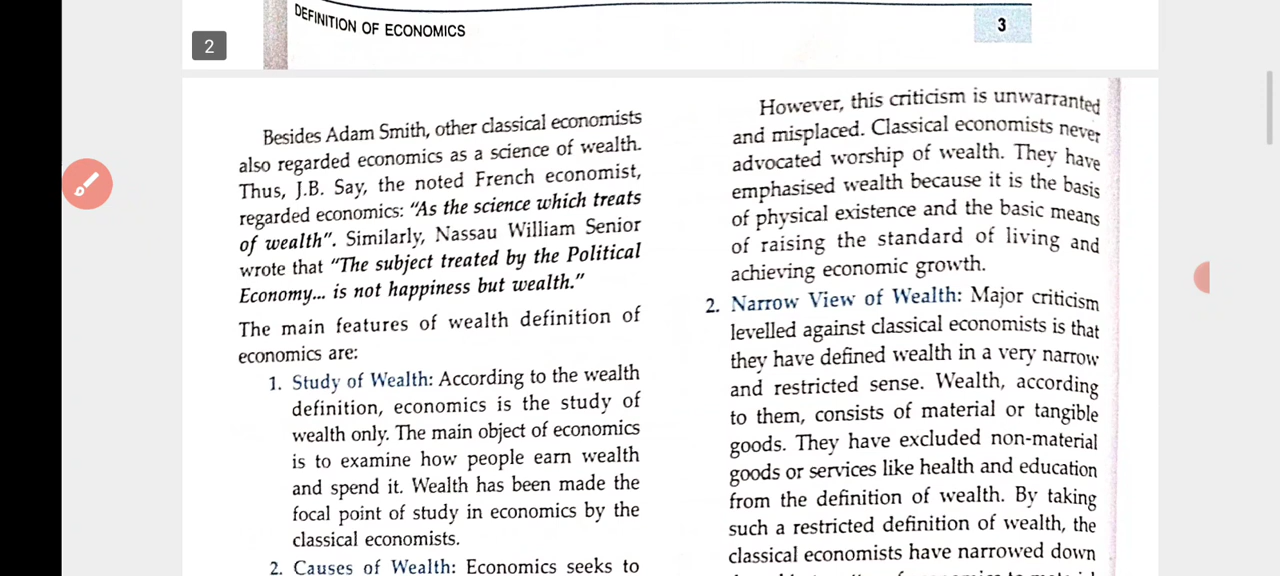 DEFINITION OF ECONOMICS
3
2
Besides Adam Smith, other classical economists
also regarded economics as a science of wealth.
Thus, J.B. Say, the noted French economist,
regarded economics: “As the science which treats
of wealth”. Similarly, Nassau William Senior
wrote that “The subject treated by the Political
Economy... is not happiness but wealth.”
The main features of wealth definition of
economics are:
1. Study of Wealth: According to the wealth
definition, economics is the study of
wealth only. The main object of economics
is to examine how people earn wealth
and spend it. Wealth has been made the
focal point of study in economics by the
classical economists.
2. Causes of Wealth: Economics seeks to
However, this criticism is unwarranted
and misplaced. Classical economists never
advocated worship of wealth. They have
emphasised wealth because it is the basis
of physical existence and the basic means
of raising the standard of living and
achieving economic growth.
2. Narrow View of Wealth: Major criticism
levelled against classical economists is that
they have defined wealth in a very narrow
and restricted sense. Wealth, according
to them, consists of material or tangible
goods. They have excluded non-material
goods or services like health and education
from the definition of wealth. By taking
such a restricted definition of wealth, the
classical economists have narrowed down